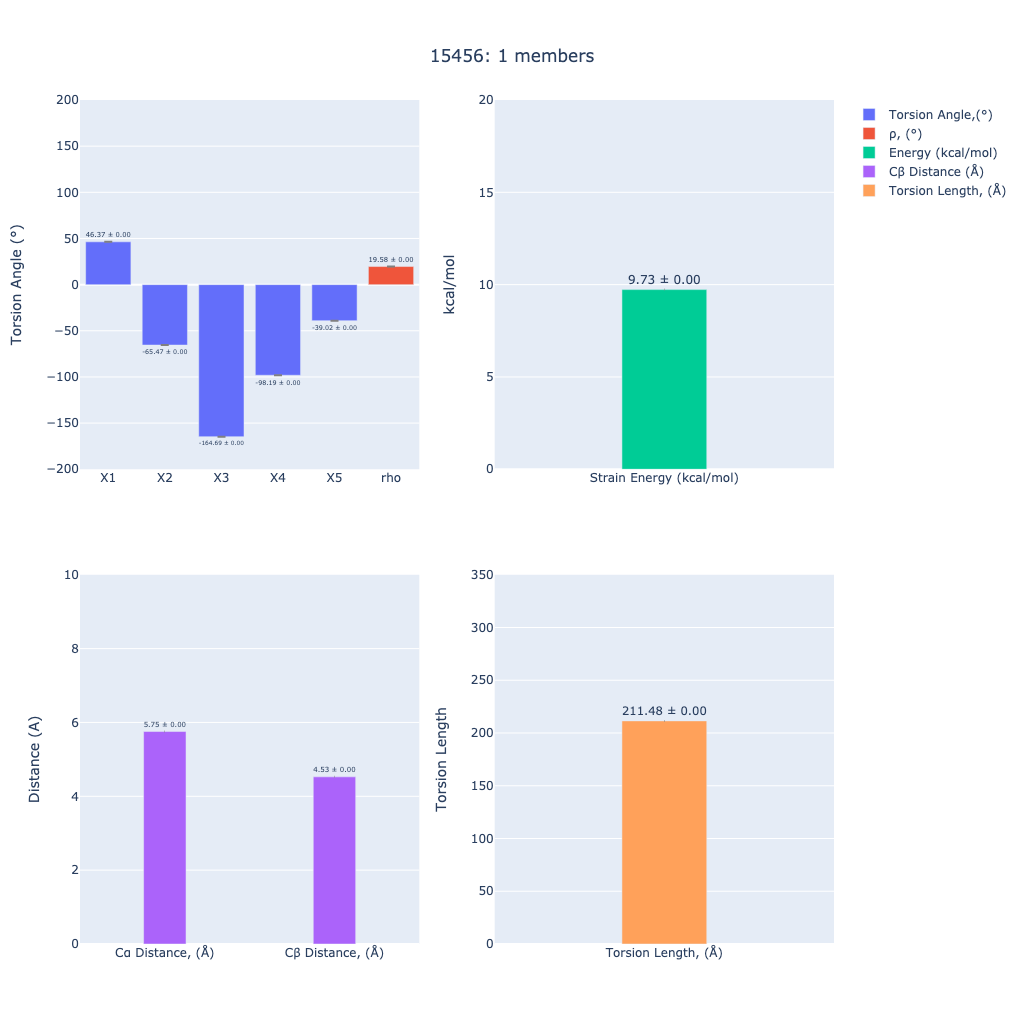 15456: 1 members
200
150
100
50
0
−50
−100
−150
−200
Torsion Angle (°)
46.37 ± 0.00
-65.47 ± 0.00
-164.69 ± 0.00
-98.19 ± 0.00
-39.02 ± 0.00
19.58 ± 0.00
X1 X2 X3 X4 X5 rho
20
15
10
5
0
kcal/mol
9.73 ± 0.00
Strain Energy (kcal/mol)
Torsion Angle,(°)
ρ, (°)
Energy (kcal/mol)
Cβ Distance (Å)
Torsion Length, (Å)
10
8
6
4
2
0
Distance (A)
5.75 ± 0.00
4.53 ± 0.00
Cα Distance, (Å) Cβ Distance, (Å)
350
300
250
200
150
100
50
0
Torsion Length
211.48 ± 0.00
Torsion Length, (Å)